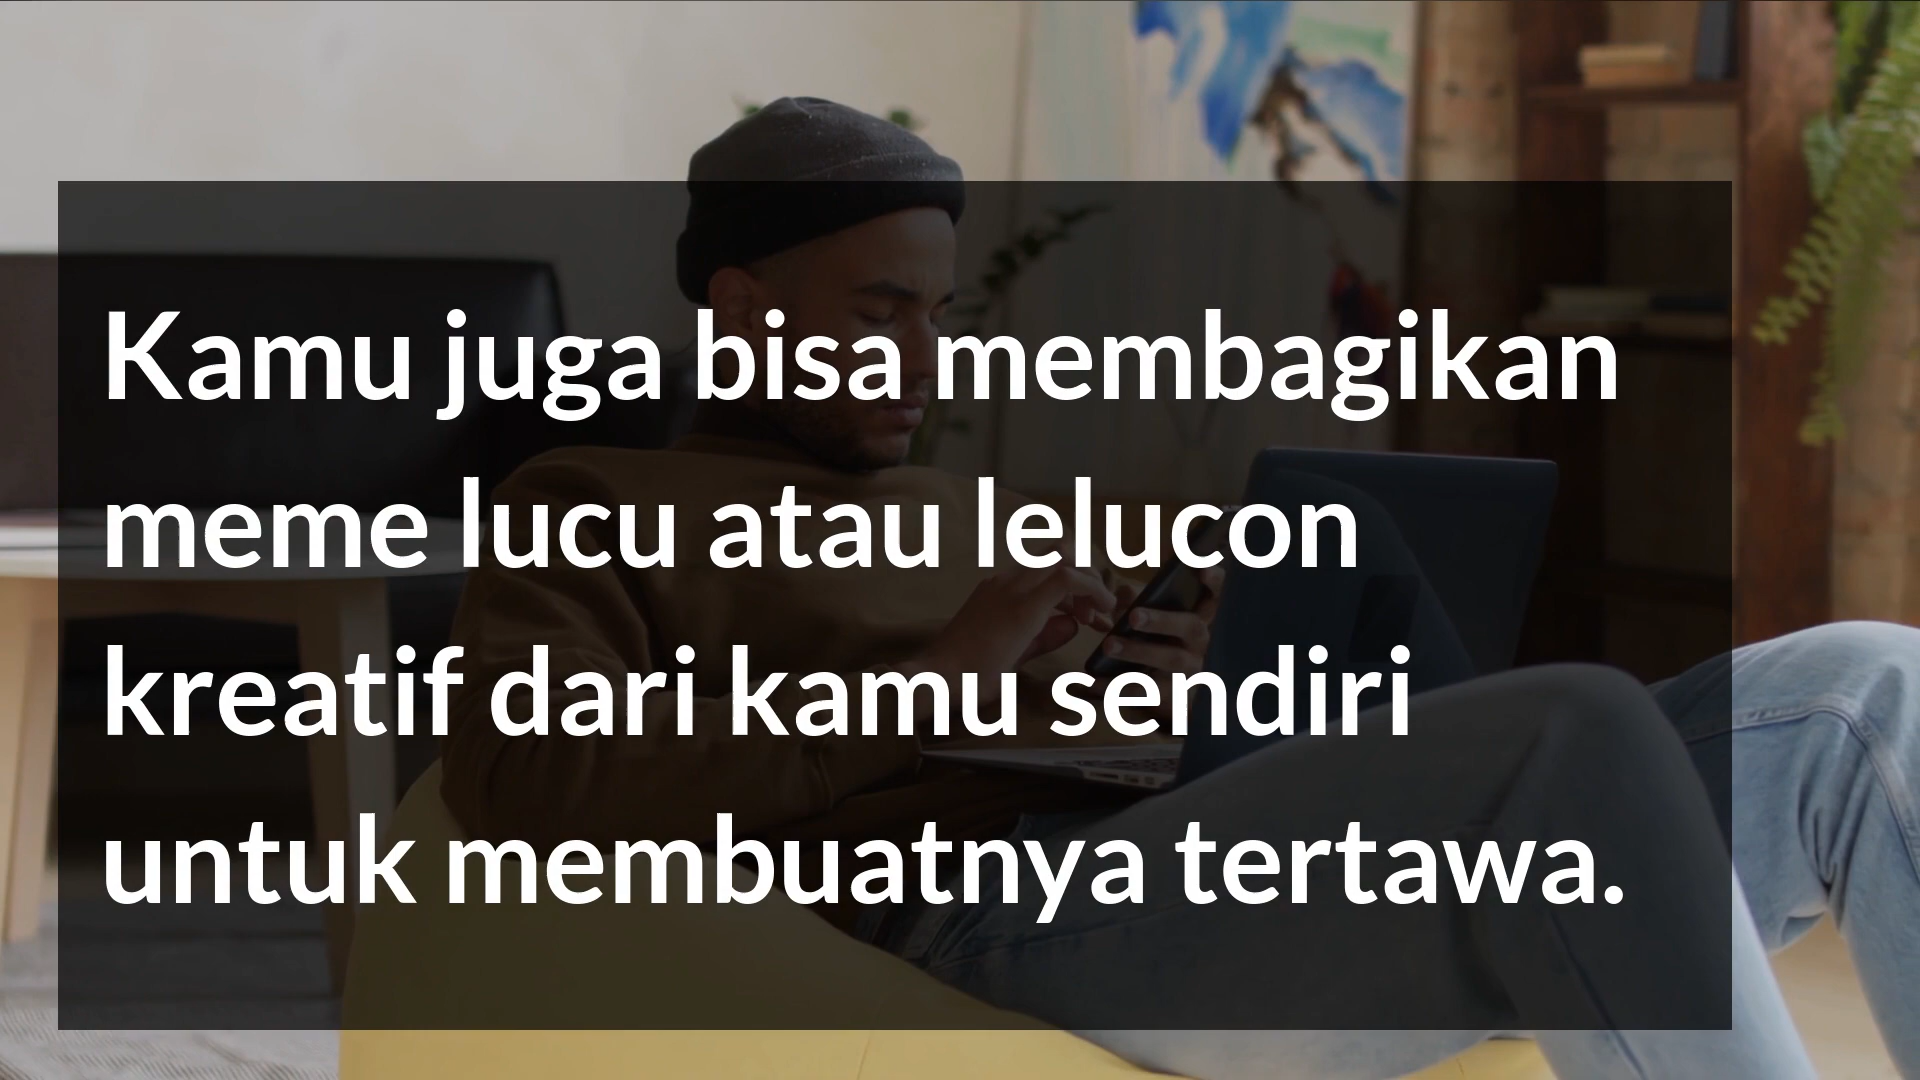 Kamu juga bisa membagikan
meme lucu atau lelucon
kreatif dari kamu sendiri
untuk membuatnya tertawa.